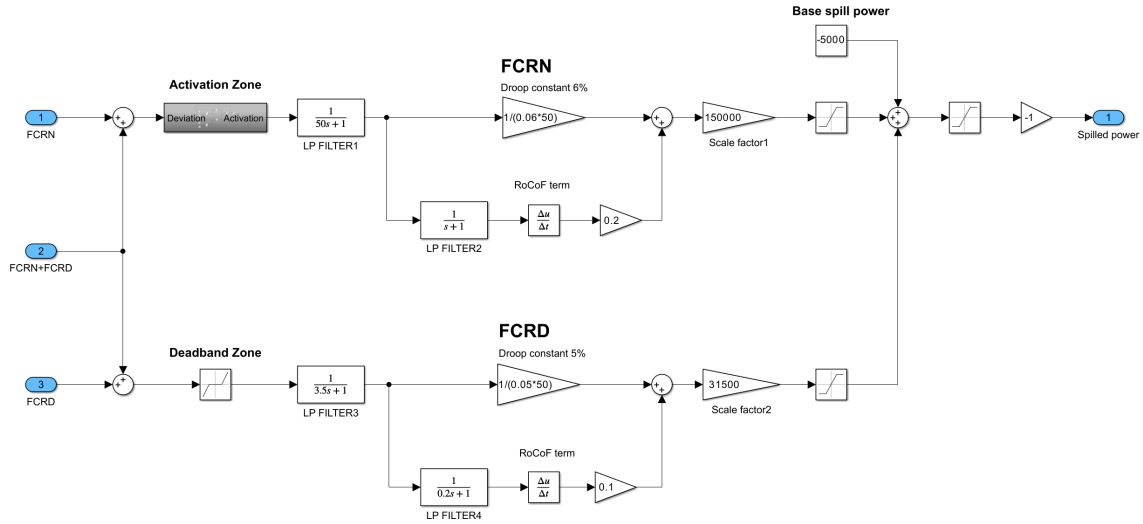 Base spill power
-5000
FCRN
Droop constant 6%
Activation Zone
1
FCRN
+
+
Deviation
Activation
1
50s + 1
LP FILTER1
1/(0.06*50)
+
+
150000
Scale factor1
+
+
+
-1
1
Spilled power
RoCoF term
1
s + 1
LP FILTER2
Δu
Δt
0.2
2
FCRN+FCRD
FCRD
Droop constant 5%
Deadband Zone
3
FCRD
+
+
1
3.5s + 1
LP FILTER3
1/(0.05*50)
+
+
31500
Scale factor2
RoCoF term
1
0.2s + 1
LP FILTER4
Δu
Δt
0.1